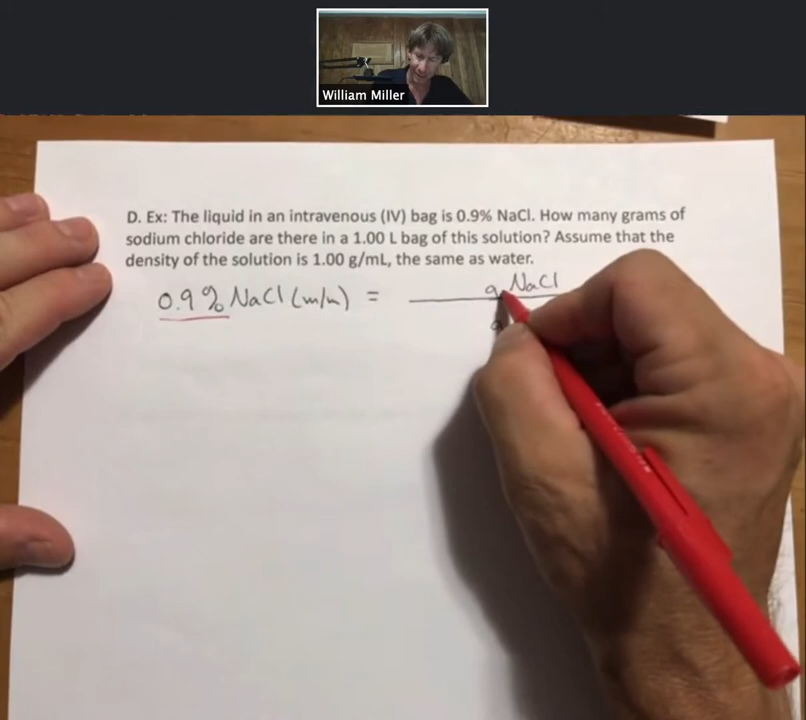 William Miller
D. Ex: The liquid in an intravenous (IV) bag is 0.9% NaCl. How many grams of
sodium chloride are there in a 1.00 L bag of this solution? Assume that the
density of the solution is 1.00 g/mL, the same as water.
g NaCl
0.9% NaCl (m/m) =
g